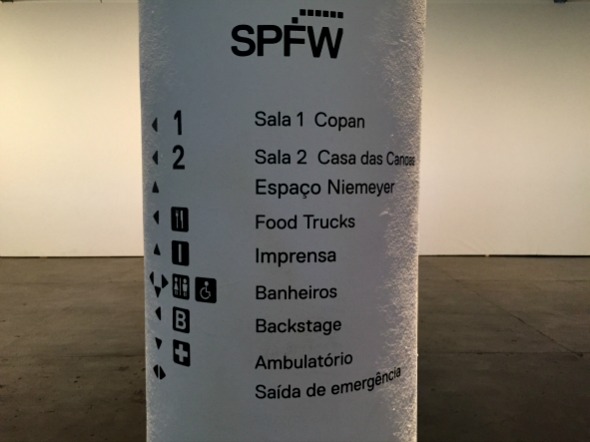 SPFW
1 Sala 1 Copan
2 Sala 2 Casa das Canoas
Espaço Niemeyer
Food Trucks
I Imprensa
Banheiros
B Backstage
Ambulatório
Saída de emergência